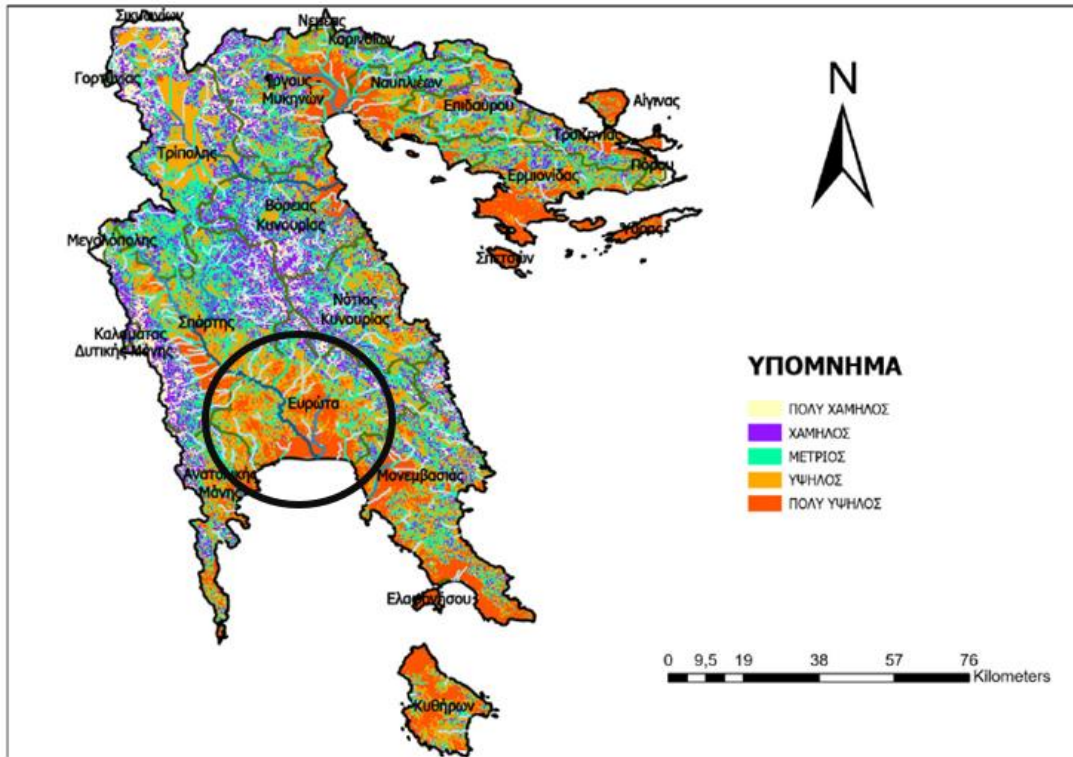 Σικυωνίων
Νεμέας
Κορινθίων
Γορτυνίας
Άργους -
Μυκηνών
Ναυπλιέων
Επιδαύρου
Αίγινας
Τροιζηνίας
Τρίπολης
Πόρου
Ερμιονίδας
Βόρειας
Κυνουρίας
Ύδρας
Μεγαλόπολης
Σπετσών
Νότιας
Κυνουρίας
Σπάρτης
Καλαμάτας
Δυτικής Μάνης
Ευρώτα
Ανατολικής
Μάνης
Μονεμβασιάς
Ελαφονήσου
Κυθήρων
N
ΥΠΟΜΝΗΜΑ
ΠΟΛΥ ΧΑΜΗΛΟΣ
ΧΑΜΗΛΟΣ
ΜΕΤΡΙΟΣ
ΥΨΗΛΟΣ
ΠΟΛΥ ΥΨΗΛΟΣ
0 9,5 19 38 57 76
Kilometers